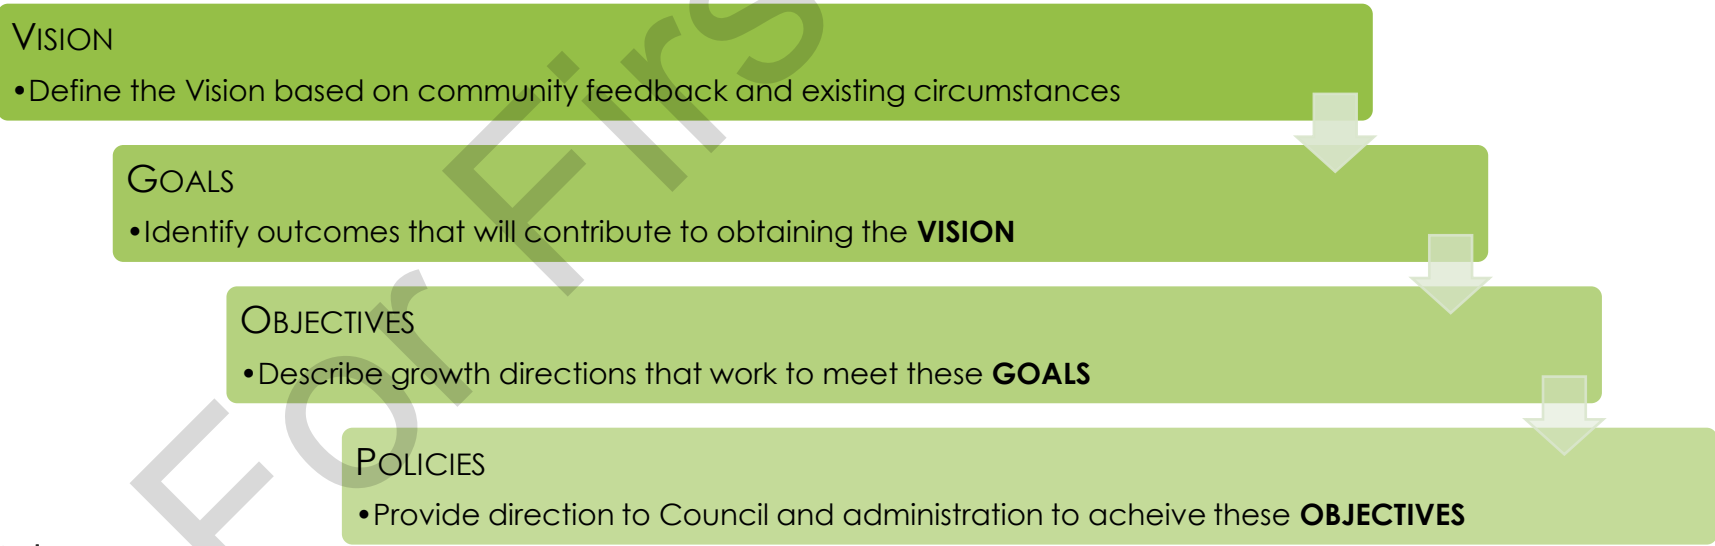 VISION
•Define the Vision based on community feedback and existing circumstances
GOALS
•Identify outcomes that will contribute to obtaining the VISION
OBJECTIVES
•Describe growth directions that work to meet these GOALS
POLICIES
•Provide direction to Council and administration to acheive these OBJECTIVES
For Firs